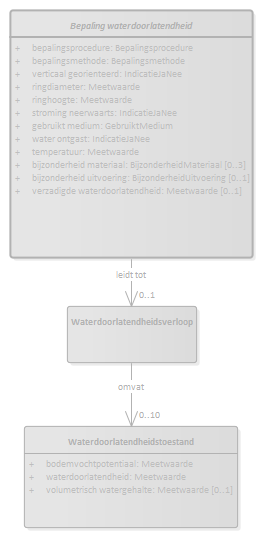 Bepaling waterdoorlatendheid
+ bepalingsprocedure: Bepalingsprocedure
+ bepalingsmethode: Bepalingsmethode
+ verticaal georienteerd: IndicatieJaNee
+ ringdiameter: Meetwaarde
+ ringhoogte: Meetwaarde
+ stroming neerwaarts: IndicatieJaNee
+ gebruikt medium: GebruiktMedium
+ water ontgast: IndicatieJaNee
+ temperatuur: Meetwaarde
+ bijzonderheid materiaal: BijzonderheidMateriaal [0..3]
+ bijzonderheid uitvoering: BijzonderheidUitvoering [0..1]
+ verzadigde waterdoorlatendheid: Meetwaarde [0..1]
leidt tot
0..1
Waterdoorlatendheidsverloop
omvat
0..10
Waterdoorlatendheidstoestand
+ bodemvochtpotentiaal: Meetwaarde
+ waterdoorlatendheid: Meetwaarde
+ volumetrisch watergehalte: Meetwaarde [0..1]